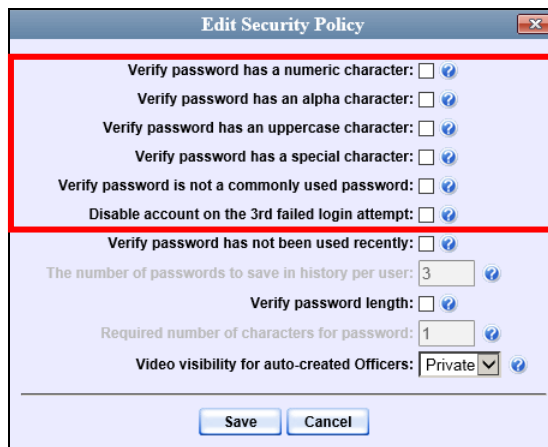 Edit Security Policy
Verify password has a numeric character:
Verify password has an alpha character:
Verify password has an uppercase character:
Verify password has a special character:
Verify password is not a commonly used password:
Disable account on the 3rd failed login attempt:
Verify password has not been used recently:
The number of passwords to save in history per user: 3
Verify password length:
Required number of characters for password: 1
Video visibility for auto-created Officers: Private
Save Cancel